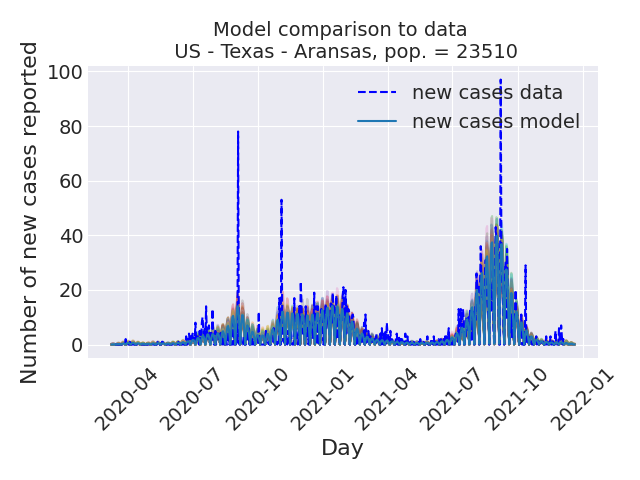 Model comparison to data
US - Texas - Aransas, pop. = 23510
Number of new cases reported
100
80
60
40
20
0
new cases data
new cases model
2020-04
2020-07
2020-10
2021-01
2021-04
2021-07
2021-10
2022-01
Day